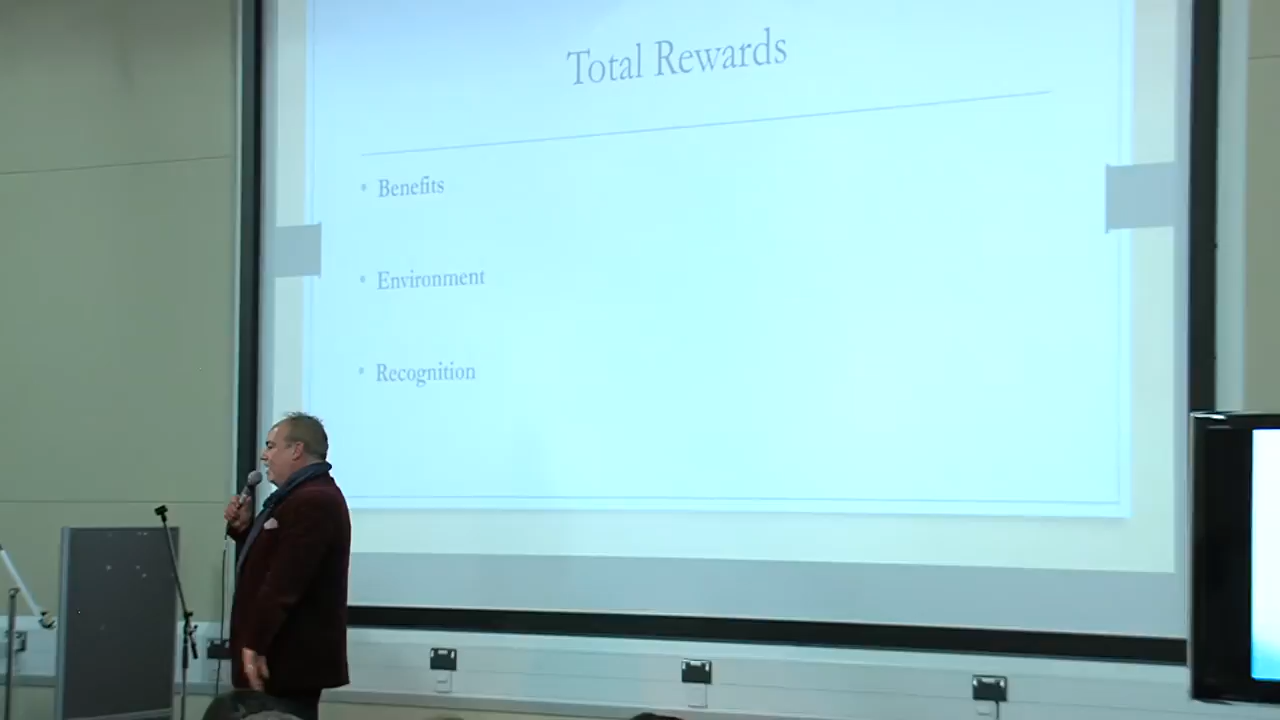 Total Rewards
• Benefits
• Environment
• Recognition